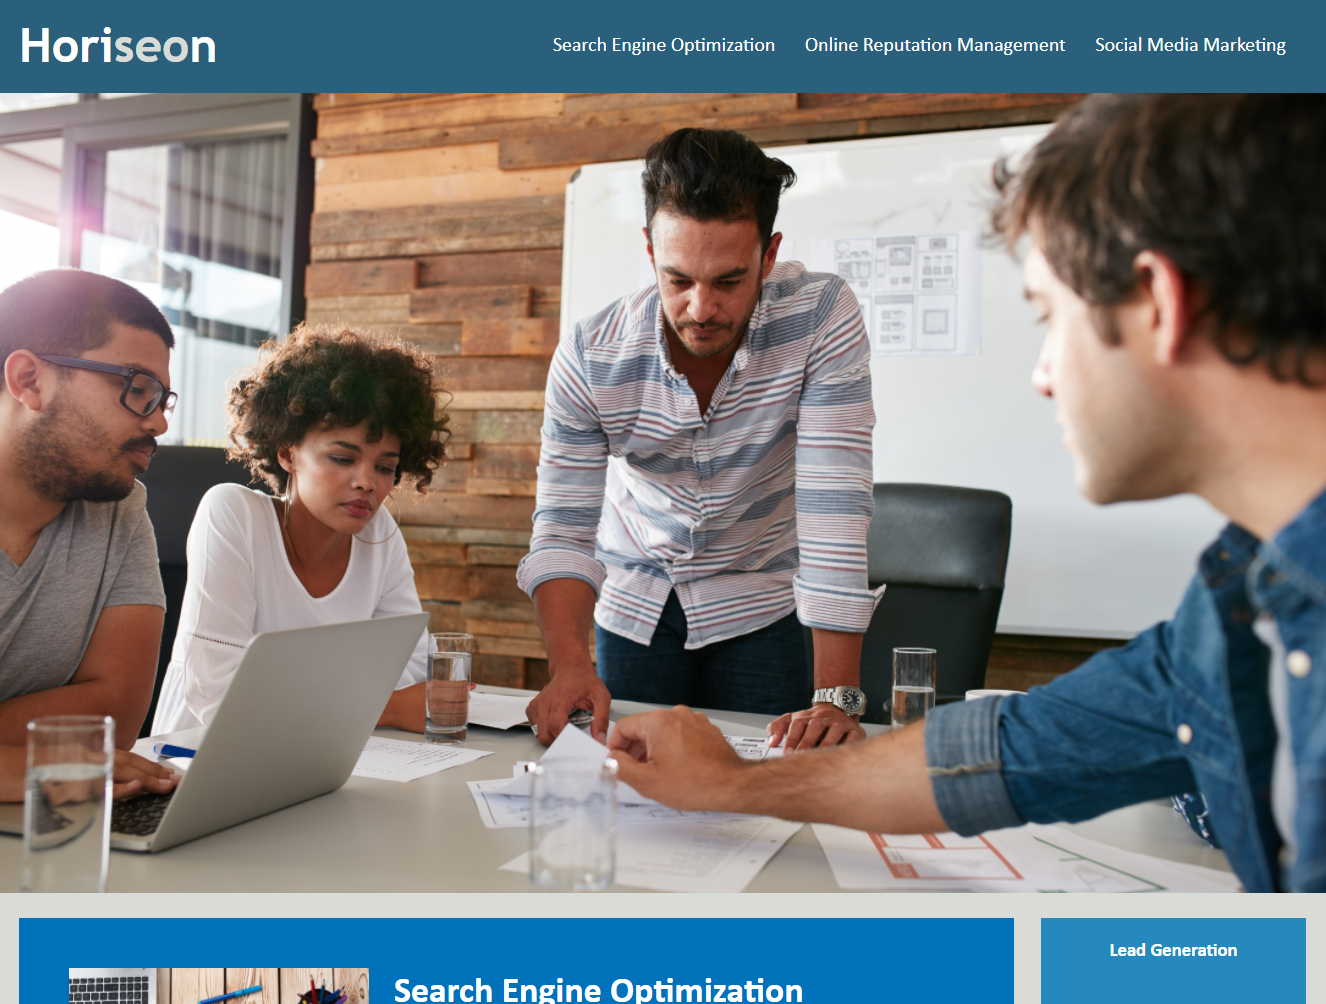 Horiseon
Search Engine Optimization
Online Reputation Management
Social Media Marketing
Search Engine Optimization
Lead Generation